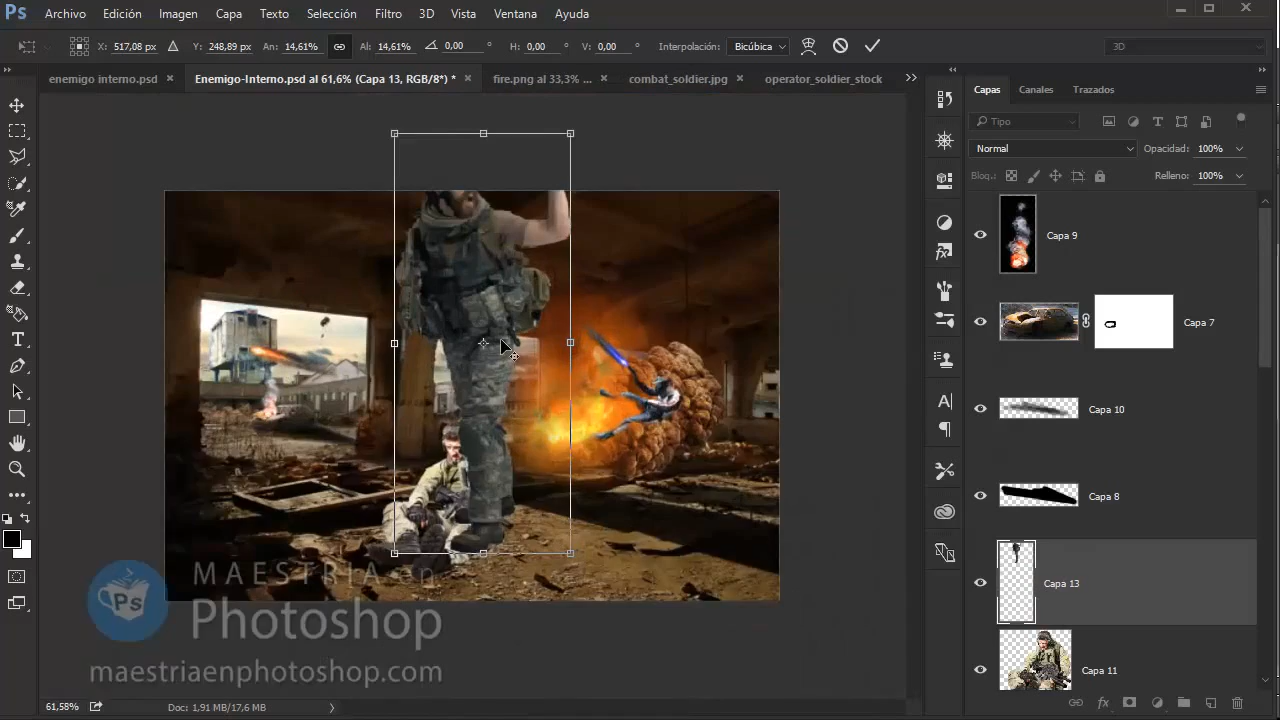 Ps Archivo Edición Imagen Capa Texto Selección Filtro 3D Vista Ventana Ayuda
X: 517,08 px Y: 248,89 px An: 14,61% Al: 14,61% 0,00 ° H: 0,00 ° V: 0,00 ° Interpolación: Bicúbica 3D
enemigo interno.psd × Enemigo-Interno.psd al 61,6% (Capa 13, RGB/8*) * × fire.png al 33,3% ... × combat_soldier.jpg × operator_soldier_stock
Capas Canales Trazados
Tipo
Normal Opacidad: 100%
Bloq.: Relleno: 100%
Capa 9
Capa 7
Capa 10
Capa 8
Capa 13
Capa 11
Ps
MAESTRIA en
Photoshop
maestriaenphotoshop.com
61,58% Doc: 1,91 MB/17,6 MB